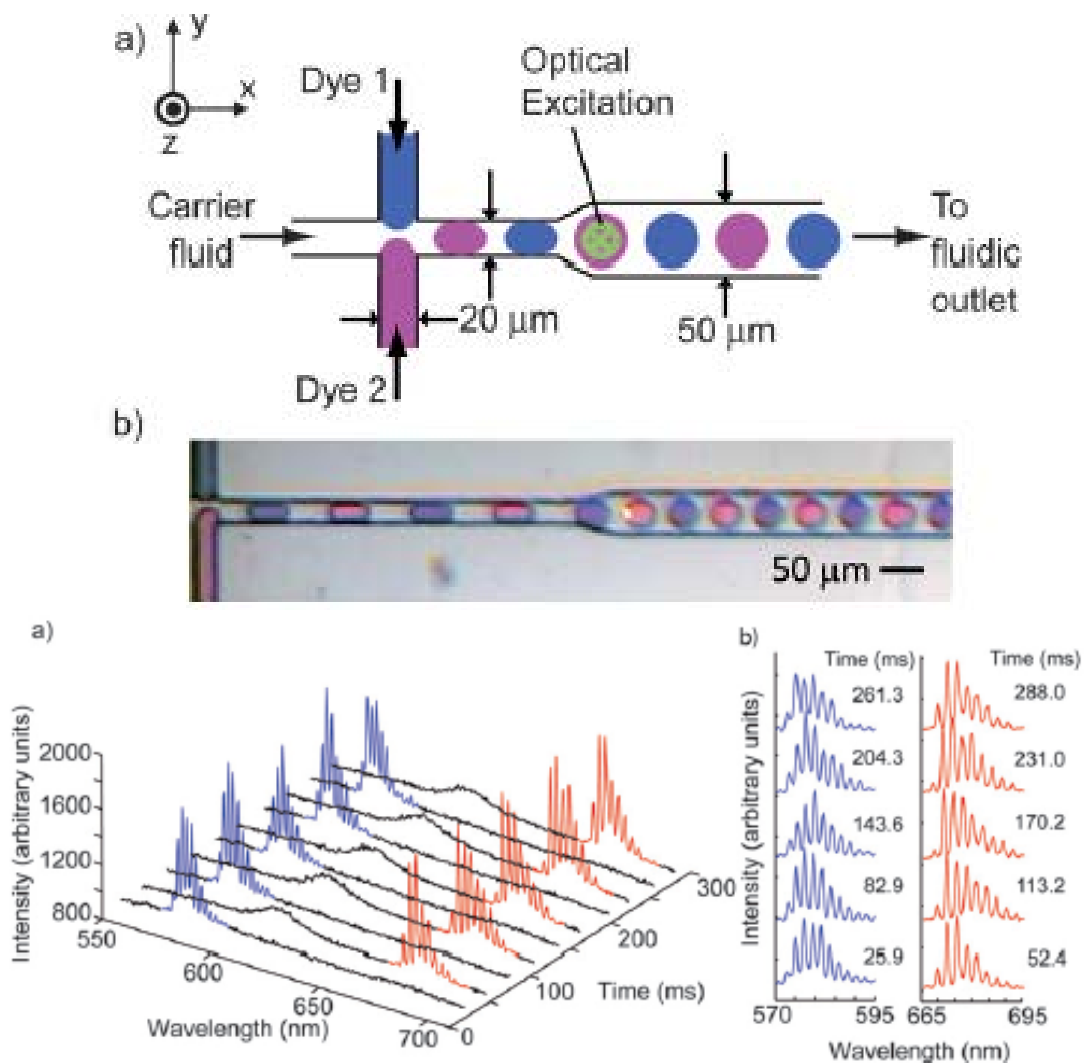 a)
y
x
z
Dye 1
Optical
Excitation
Carrier
fluid
To
fluidic
outlet
20 μm
50 μm
Dye 2
b)
50 μm
a)
Intensity (arbitrary units)
2000
1600
1200
800
550
600
650
700
Wavelength (nm)
0
100
200
300
Time (ms)
b)
Intensity (arbitrary units)
Time (ms)
261.3
204.3
143.6
82.9
25.9
570
595
Time (ms)
288.0
231.0
170.2
113.2
52.4
665
695
Wavelength (nm)